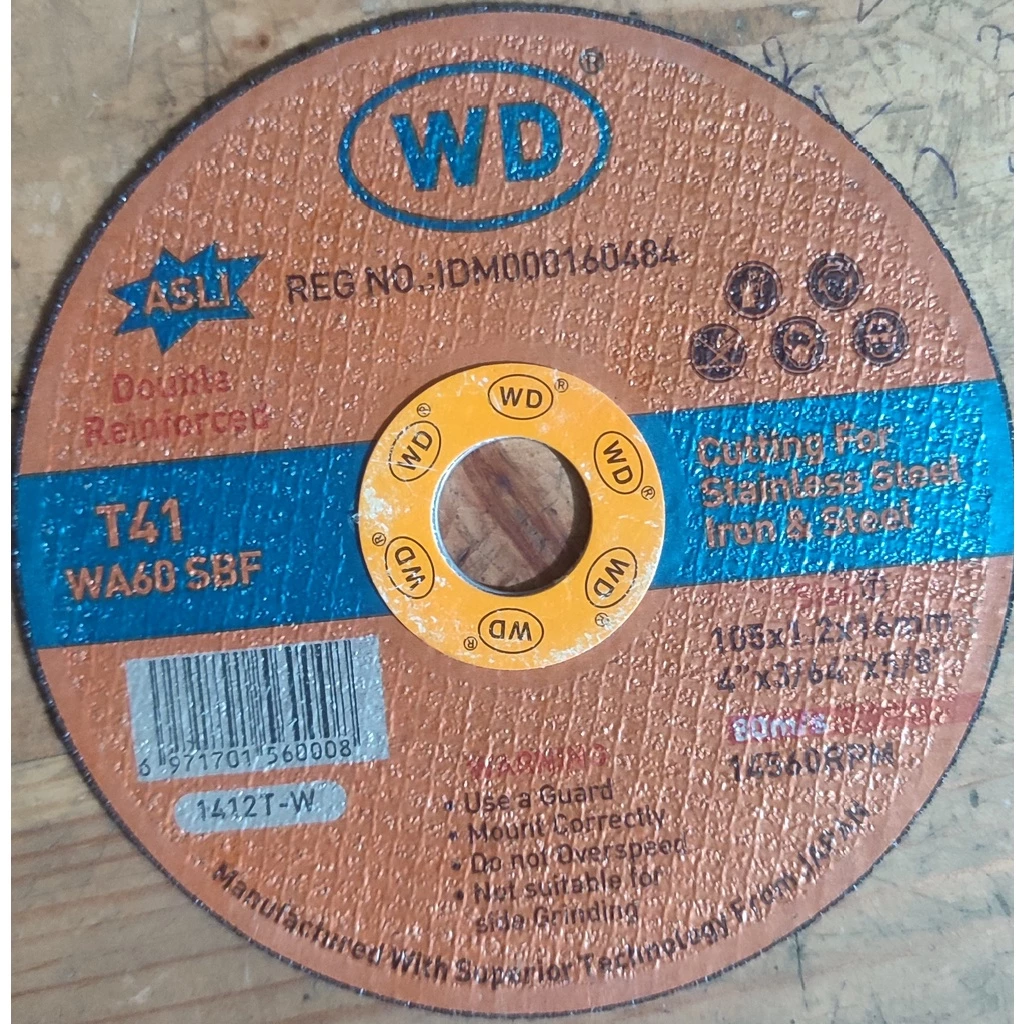 WD®
REG NO.:IDM000160484
ASLI
Double
Reinforced
T41
WA60 SBF
WD®
WD®
WD®
WD®
WD®
WD®
Cutting For
Stainless Steel
Iron & Steel
105x1.2x16mm
4"x3/64"x5/8"
80m/s
14560RPM
6 971701 560008
1412T-W
WARNING
• Use a Guard
• Mount Correctly
• Do not Overspeed
• Not suitable for
side Grinding
Manufactured With Superior Technology From JAPAN